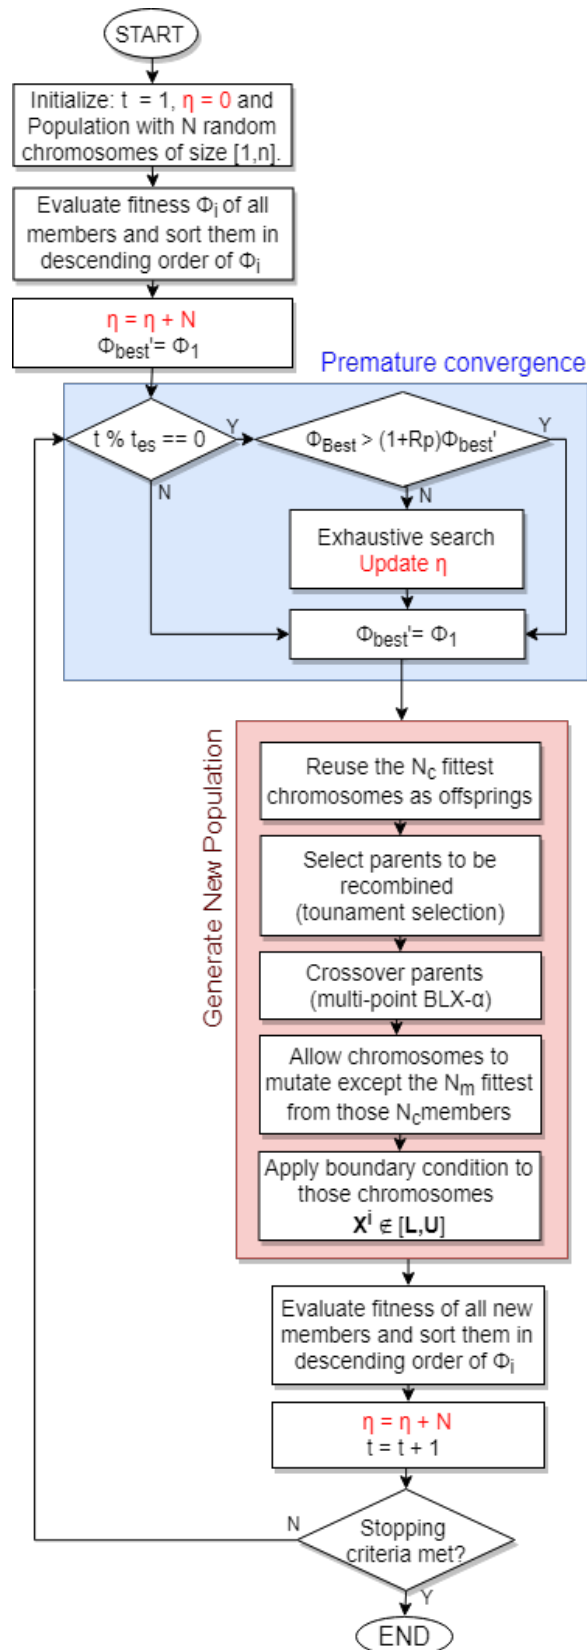 START
Initialize: t = 1, η = 0 and
Population with N random
chromosomes of size [1,n].
Evaluate fitness Φi of all
members and sort them in
descending order of Φi
η = η + N
Φbest'= Φ1
Premature convergence
t % tes == 0
Y
ΦBest > (1+Rp)Φbest'
Y
N
N
Exhaustive search
Update η
Φbest'= Φ1
Generate New Population
Reuse the Nc fittest
chromosomes as offsprings
Select parents to be
recombined
(tounament selection)
Crossover parents
(multi-point BLX-α)
Allow chromosomes to
mutate except the Nm fittest
from those Ncmembers
Apply boundary condition to
those chromosomes
X^i ∉ [L,U]
Evaluate fitness of all new
members and sort them in
descending order of Φi
η = η + N
t = t + 1
N
Stopping
criteria met?
Y
END